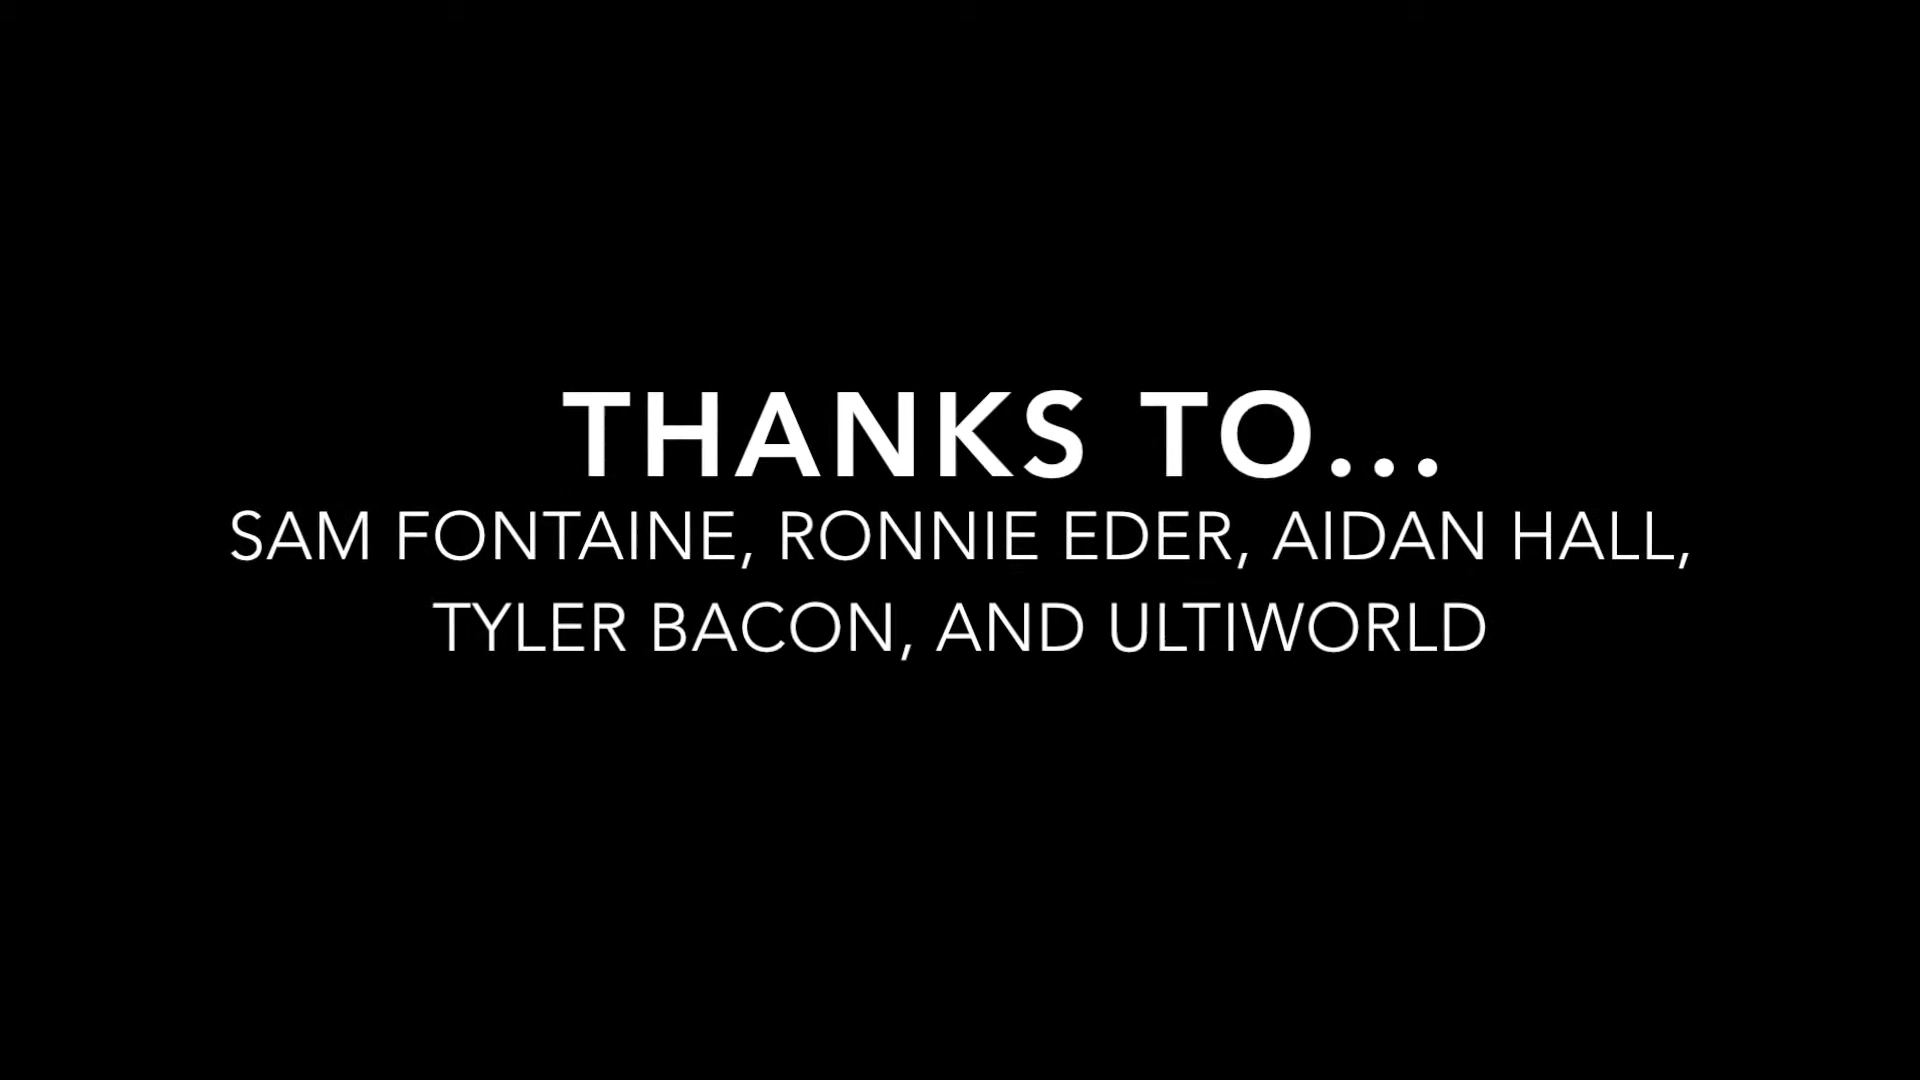 THANKS TO...
SAM FONTAINE, RONNIE EDER, AIDAN HALL,
TYLER BACON, AND ULTIWORLD